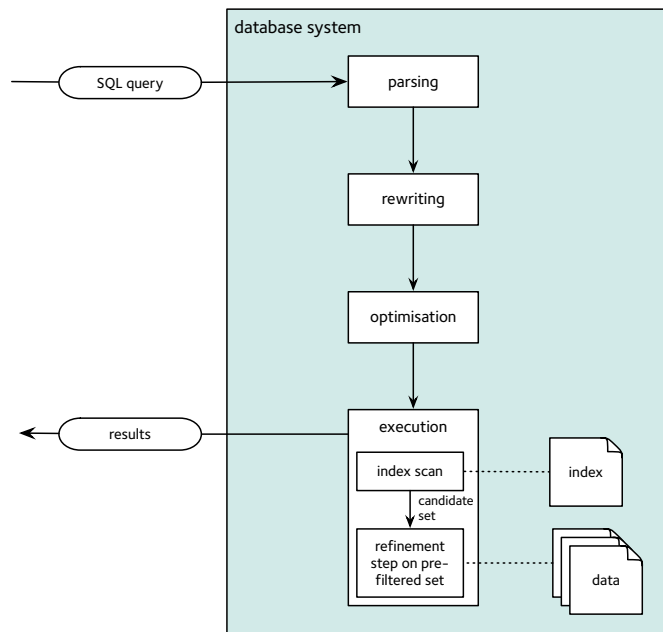 database system
SQL query
parsing
rewriting
optimisation
results
execution
index scan
index
candidate
set
refinement
step on pre-
filtered set
data